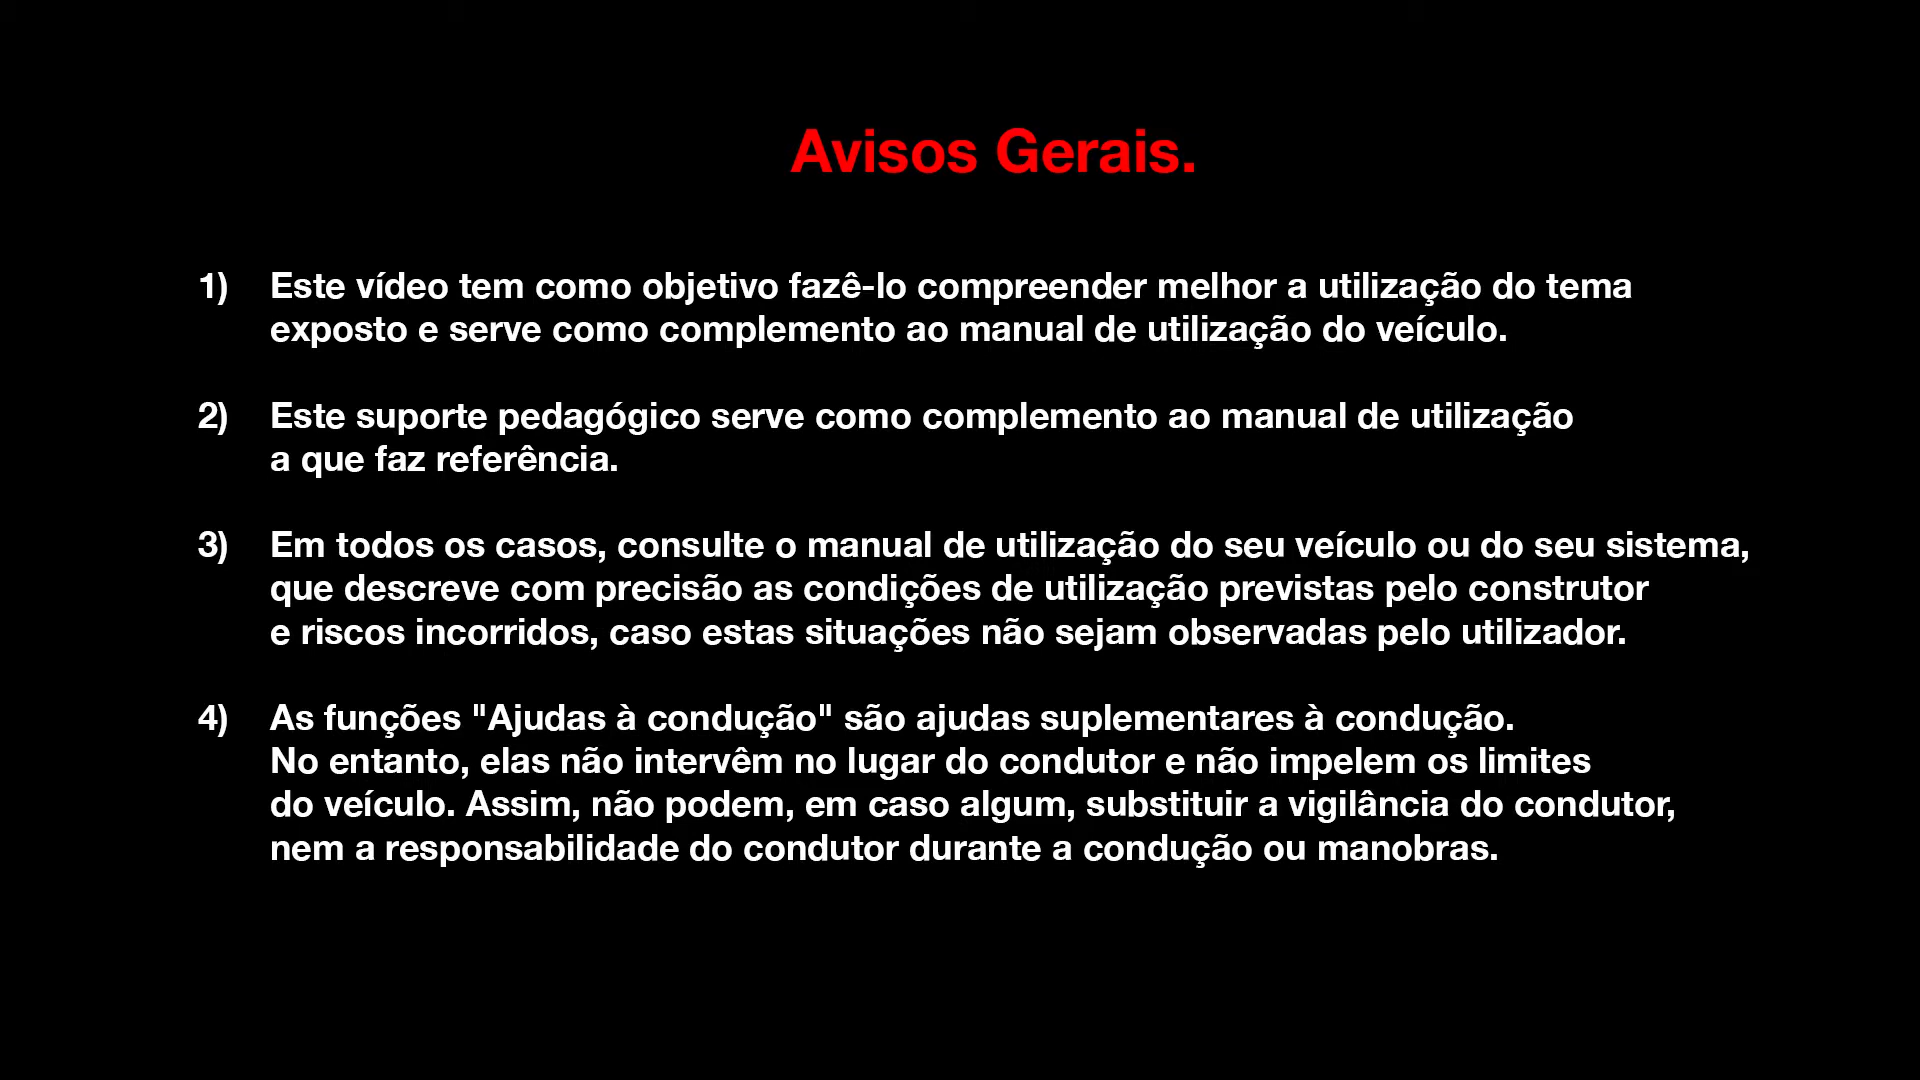 Avisos Gerais.
1) Este vídeo tem como objetivo fazê-lo compreender melhor a utilização do tema
exposto e serve como complemento ao manual de utilização do veículo.
2) Este suporte pedagógico serve como complemento ao manual de utilização
a que faz referência.
3) Em todos os casos, consulte o manual de utilização do seu veículo ou do seu sistema,
que descreve com precisão as condições de utilização previstas pelo construtor
e riscos incorridos, caso estas situações não sejam observadas pelo utilizador.
4) As funções "Ajudas à condução" são ajudas suplementares à condução.
No entanto, elas não intervêm no lugar do condutor e não impelem os limites
do veículo. Assim, não podem, em caso algum, substituir a vigilância do condutor,
nem a responsabilidade do condutor durante a condução ou manobras.